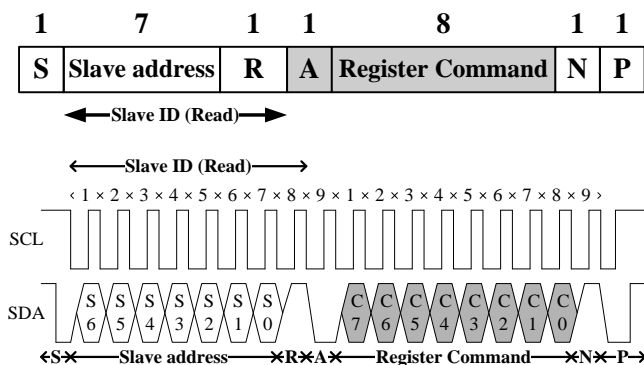 1 7 1 1 8 1 1
S Slave address R A Register Command N P
Slave ID (Read)
Slave ID (Read)
1 2 3 4 5 6 7 8 9 1 2 3 4 5 6 7 8 9
SCL
SDA S6 S5 S4 S3 S2 S1 S0 C7 C6 C5 C4 C3 C2 C1 C0
S Slave address R A Register Command N P